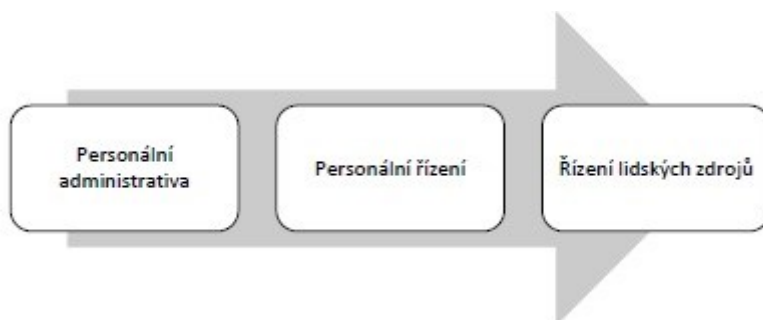 Personální
administrativa
Personální řízení
Řízení lidských zdrojů